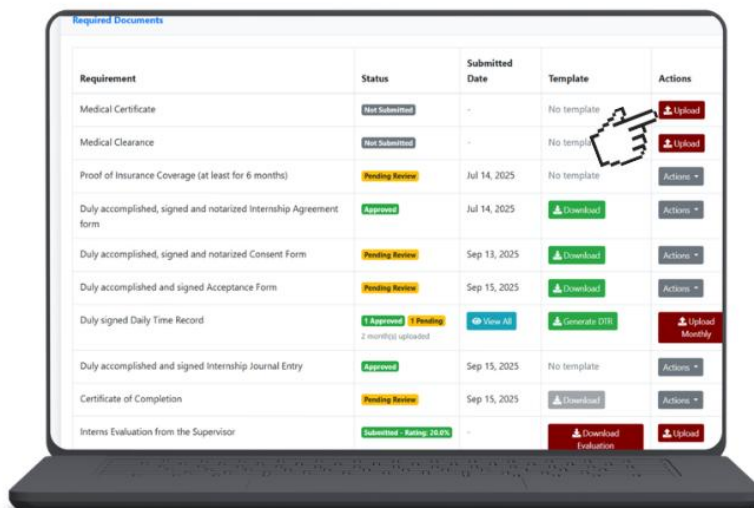 Required Documents
Requirement Status Submitted Date Template Actions
Medical Certificate Not Submitted - No template Upload
Medical Clearance Not Submitted - No Upload
Proof of Insurance Coverage (at least for 6 months) Pending Review Jul 14, 2025 No template Actions
Duly accomplished, signed and notarized Internship Agreement form Approved Jul 14, 2025 Download Actions
Duly accomplished, signed and notarized Consent Form Pending Review Sep 13, 2025 Download Actions
Duly accomplished and signed Acceptance Form Pending Review Sep 15, 2025 Download Actions
Duly signed Daily Time Record 1 Approved 1 Pending View All Generate DTR Upload Monthly
2 month(s) uploaded
Duly accomplished and signed Internship Journal Entry Approved Sep 15, 2025 No template Actions
Certificate of Completion Pending Review Sep 15, 2025 Download Actions
Interns Evaluation from the Supervisor Submitted - Rating: 20.0% - Download Evaluation Upload